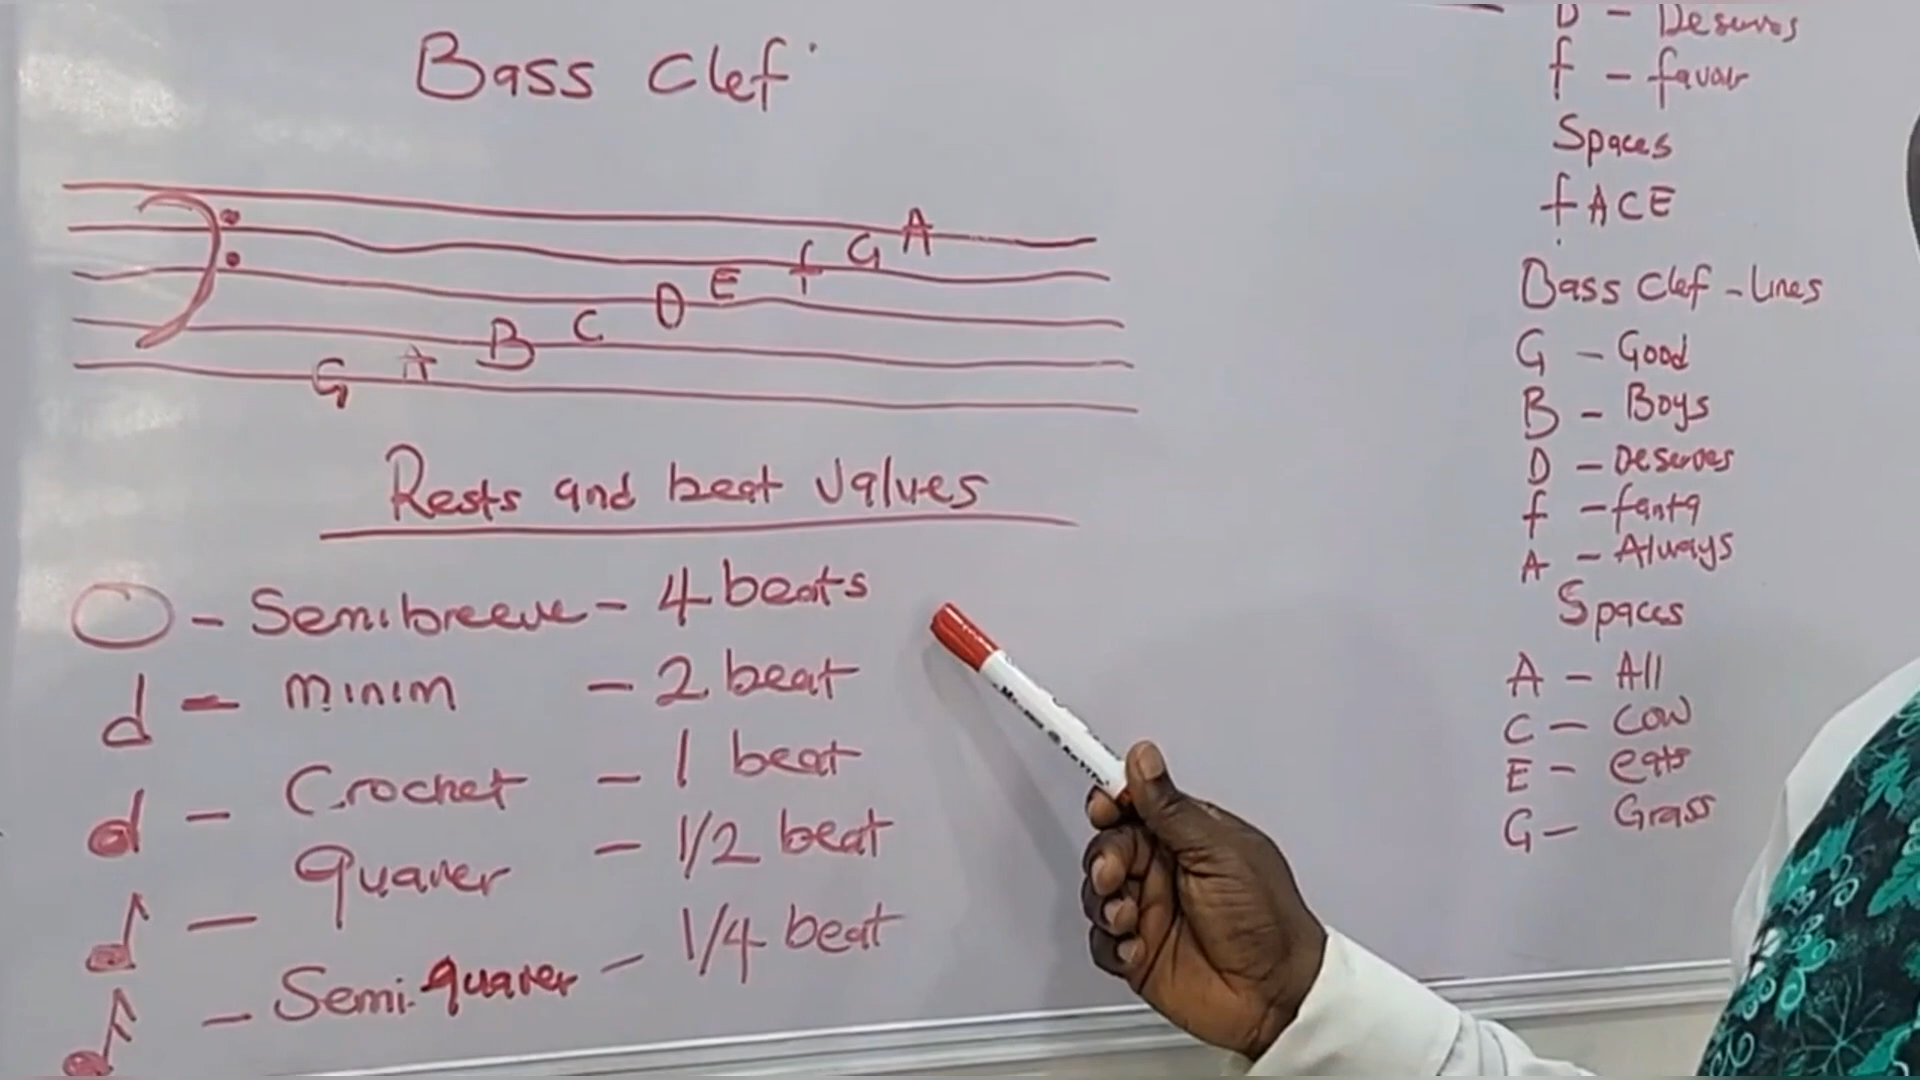 Bass Clef
G A B C D E f G A
Rests and beat Values
– Semibreeve – 4 beats
– minim – 2 beat
– Crochet – 1 beat
– quaver – 1/2 beat
– Semi-quaver – 1/4 beat
D – Deserves
f – favour
Spaces
fACE
Bass Clef – Lines
G – Good
B – Boys
D – Deserves
f – fanta
A – Always
Spaces
A – All
C – Cow
E – eats
G – Grass